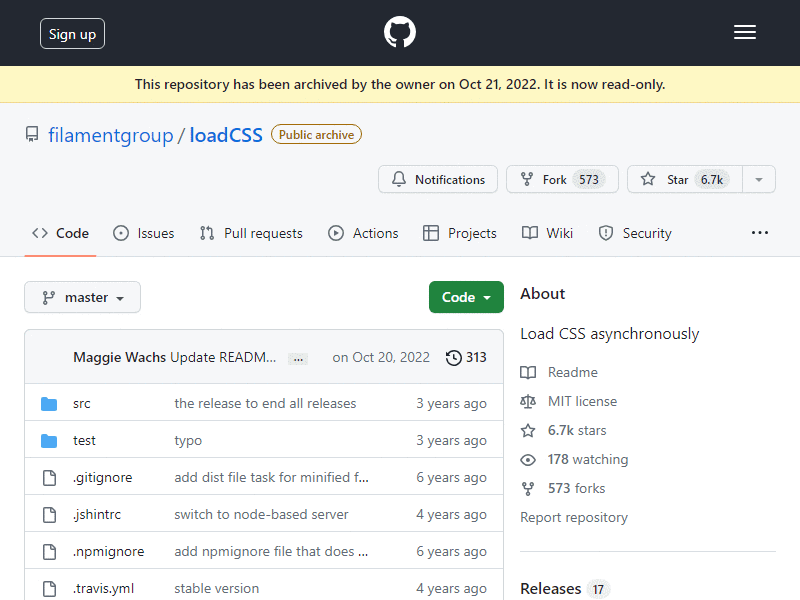 Sign up
This repository has been archived by the owner on Oct 21, 2022. It is now read-only.
filamentgroup / loadCSS Public archive
Notifications Fork 573 Star 6.7k
Code Issues Pull requests Actions Projects Wiki Security
master Code
Maggie Wachs Update READM... ... on Oct 20, 2022 313
src the release to end all releases 3 years ago
test typo 3 years ago
.gitignore add dist file task for minified f... 6 years ago
.jshintrc switch to node-based server 4 years ago
.npmignore add npmignore file that does ... 6 years ago
.travis.yml stable version 4 years ago
About
Load CSS asynchronously
Readme
MIT license
6.7k stars
178 watching
573 forks
Report repository
Releases 17